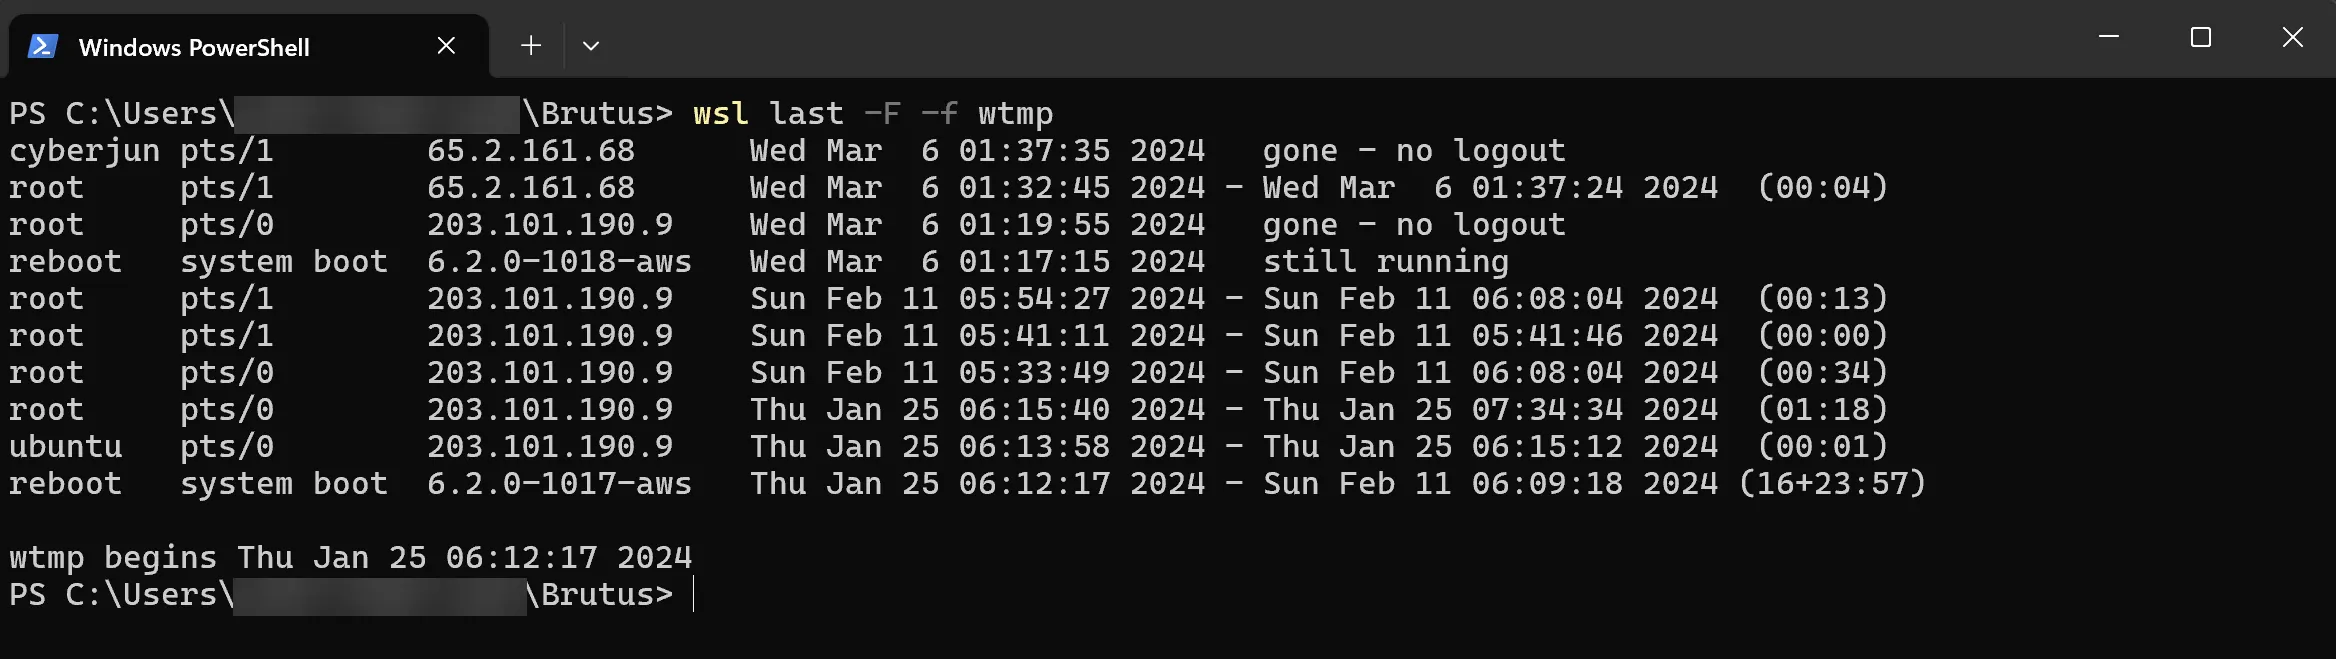 Windows PowerShell
PS C:\Users\ \Brutus> wsl last -F -f wtmp
cyberjun pts/1        65.2.161.68      Wed Mar  6 01:37:35 2024   gone - no logout
root     pts/1        65.2.161.68      Wed Mar  6 01:32:45 2024 - Wed Mar  6 01:37:24 2024  (00:04)
root     pts/0        203.101.190.9    Wed Mar  6 01:19:55 2024   gone - no logout
reboot   system boot  6.2.0-1018-aws   Wed Mar  6 01:17:15 2024   still running
root     pts/1        203.101.190.9    Sun Feb 11 05:54:27 2024 - Sun Feb 11 06:08:04 2024  (00:13)
root     pts/1        203.101.190.9    Sun Feb 11 05:41:11 2024 - Sun Feb 11 05:41:46 2024  (00:00)
root     pts/0        203.101.190.9    Sun Feb 11 05:33:49 2024 - Sun Feb 11 06:08:04 2024  (00:34)
root     pts/0        203.101.190.9    Thu Jan 25 06:15:40 2024 - Thu Jan 25 07:34:34 2024  (01:18)
ubuntu   pts/0        203.101.190.9    Thu Jan 25 06:13:58 2024 - Thu Jan 25 06:15:12 2024  (00:01)
reboot   system boot  6.2.0-1017-aws   Thu Jan 25 06:12:17 2024 - Sun Feb 11 06:09:18 2024 (16+23:57)
wtmp begins Thu Jan 25 06:12:17 2024
PS C:\Users\ \Brutus>